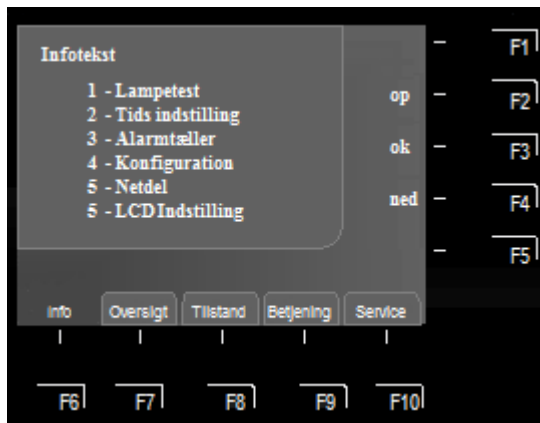 Infotekst
1 - Lampetest
2 - Tids indstilling
3 - Alarmtæller
4 - Konfiguration
5 - Netdel
5 - LCD Indstilling
op
ok
ned
F1
F2
F3
F4
F5
Info Oversigt Tilstand Betjening Service
F6 F7 F8 F9 F10